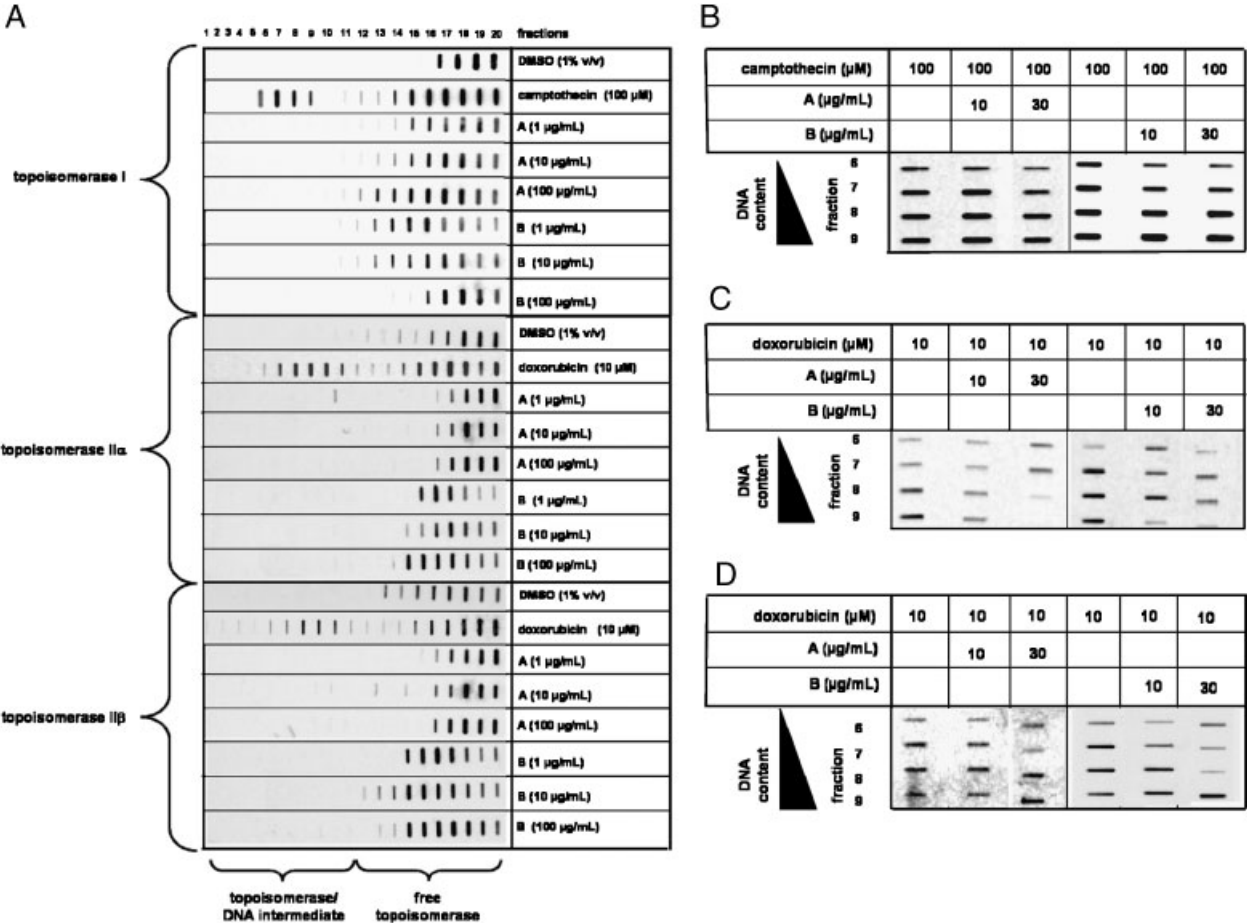 A
1 2 3 4 5 6 7 8 9 10 11 12 13 14 15 16 17 18 19 20 fractions
topoisomerase I
DMSO (1% v/v)
camptothecin (100 µM)
A (1 µg/mL)
A (10 µg/mL)
A (100 µg/mL)
B (1 µg/mL)
B (10 µg/mL)
B (100 µg/mL)
topoisomerase IIα
DMSO (1% v/v)
doxorubicin (10 µM)
A (1 µg/mL)
A (10 µg/mL)
A (100 µg/mL)
B (1 µg/mL)
B (10 µg/mL)
B (100 µg/mL)
topoisomerase IIβ
DMSO (1% v/v)
doxorubicin (10 µM)
A (1 µg/mL)
A (10 µg/mL)
A (100 µg/mL)
B (1 µg/mL)
B (10 µg/mL)
B (100 µg/mL)
topoisomerase/
DNA intermediate
free
topoisomerase
B
camptothecin (µM) 100 100 100 100 100 100
A (µg/mL) 10 30
B (µg/mL) 10 30
DNA
content
fraction
6
7
8
9
C
doxorubicin (µM) 10 10 10 10 10 10
A (µg/mL) 10 30
B (µg/mL) 10 30
DNA
content
fraction
6
7
8
9
D
doxorubicin (µM) 10 10 10 10 10 10
A (µg/mL) 10 30
B (µg/mL) 10 30
DNA
content
fraction
6
7
8
9